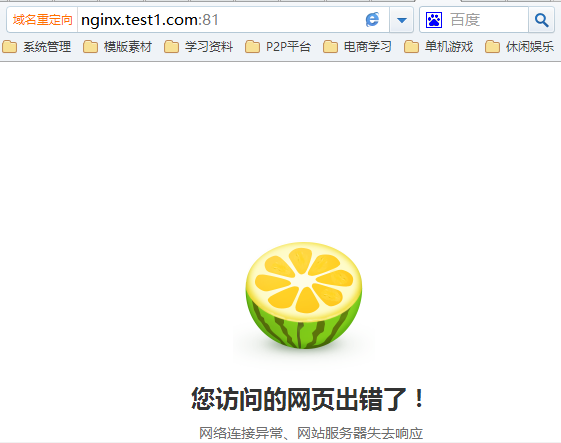 域名重定向 nginx.test1.com:81 百度
系统管理 模版素材 学习资料 P2P平台 电商学习 单机游戏 休闲娱乐
您访问的网页出错了！
网络连接异常、网站服务器失去响应